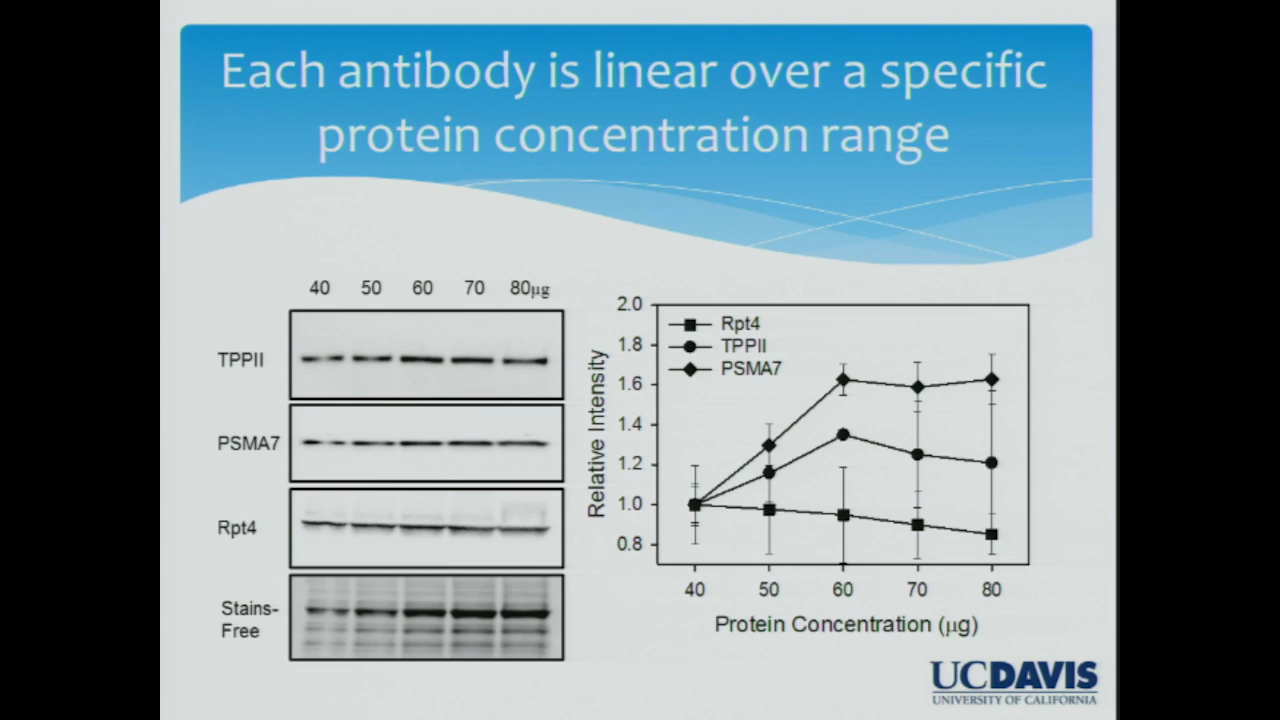 Each antibody is linear over a specific
protein concentration range
40 50 60 70 80µg
TPPII
PSMA7
Rpt4
Stains-
Free
2.0
1.8
1.6
1.4
1.2
1.0
0.8
Relative Intensity
Rpt4
TPPII
PSMA7
40 50 60 70 80
Protein Concentration (µg)
UCDAVIS
UNIVERSITY OF CALIFORNIA